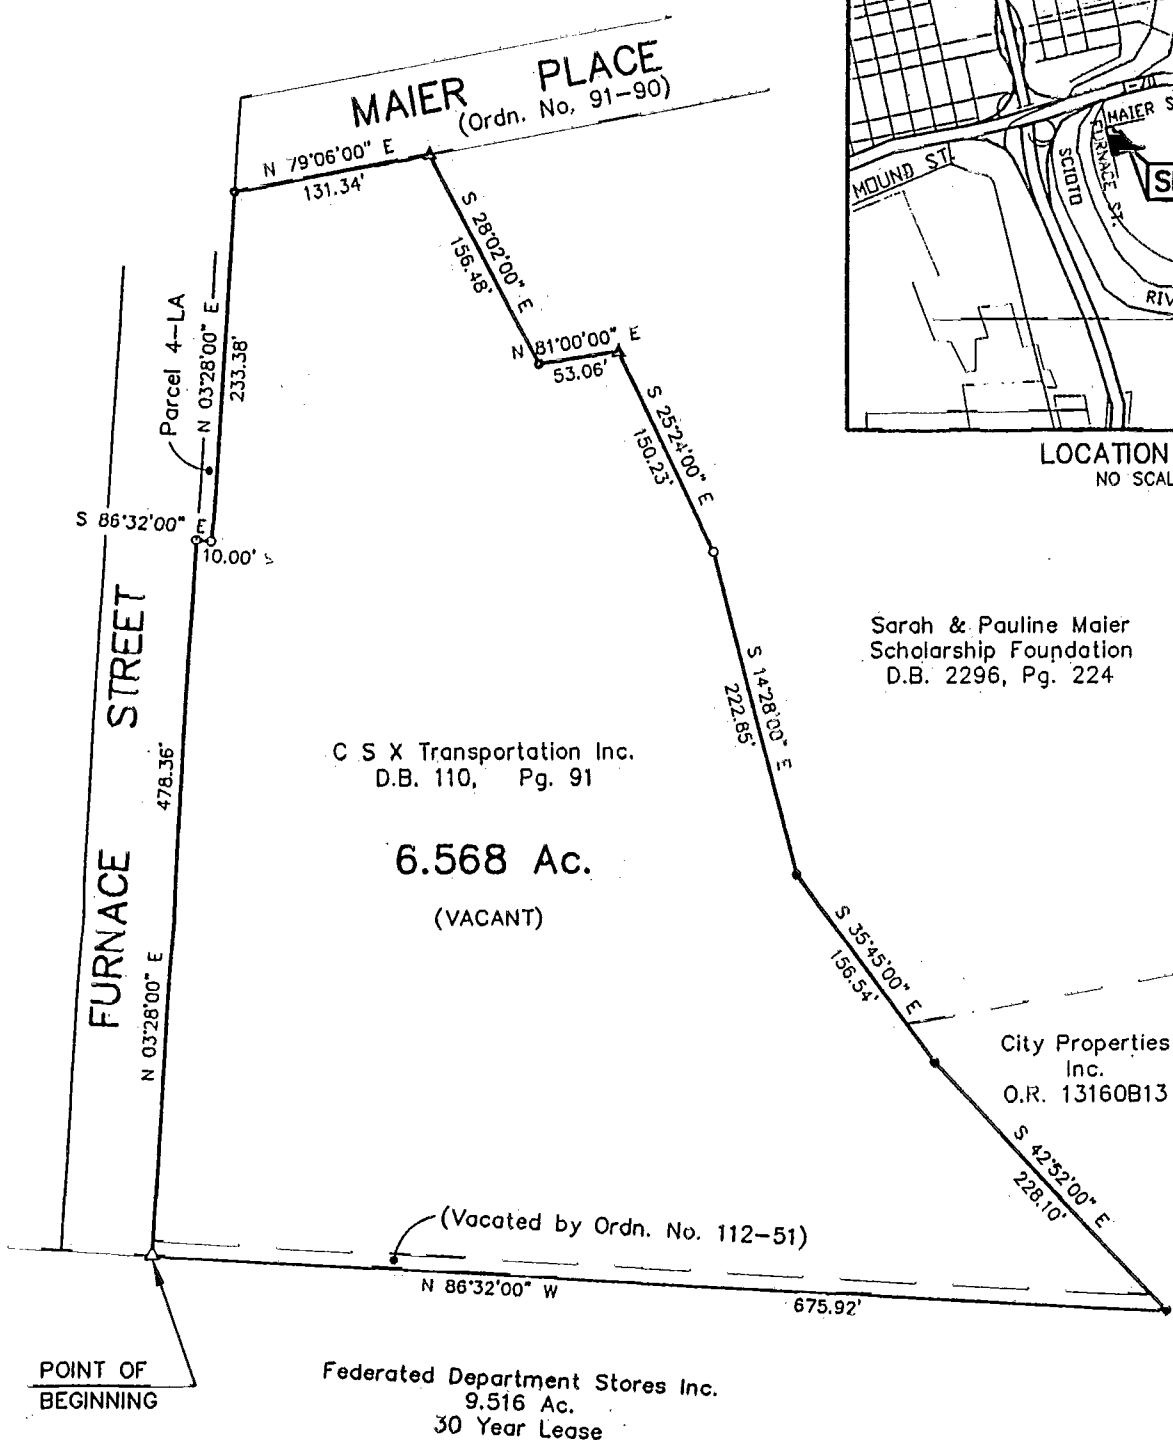 MAIER PLACE
(Ordn. No, 91-90)
N 79°06'00" E
131.34'
S 28°02'00" E
156.48'
N 81°00'00" E
53.06'
S 25°24'00" E
150.23'
Parcel 4-LA
N 03°28'00" E
233.38'
S 86°32'00" E
10.00'
MOUND ST.
SCIOTO
FURNACE ST.
MAIER S
RIV
LOCATION
NO SCAL
FURNACE STREET
N 03°28'00" E
478.36'
S 14°28'00" E
222.85'
Sarah & Pauline Maier
Scholarship Foundation
D.B. 2296, Pg. 224
C S X Transportation Inc.
D.B. 110, Pg. 91
6.568 Ac.
(VACANT)
S 35°45'00" E
156.54'
City Properties
Inc.
O.R. 13160B13
S 42°52'00" E
228.10'
(Vacated by Ordn. No. 112-51)
N 86°32'00" W
675.92'
POINT OF
BEGINNING
Federated Department Stores Inc.
9.516 Ac.
30 Year Lease